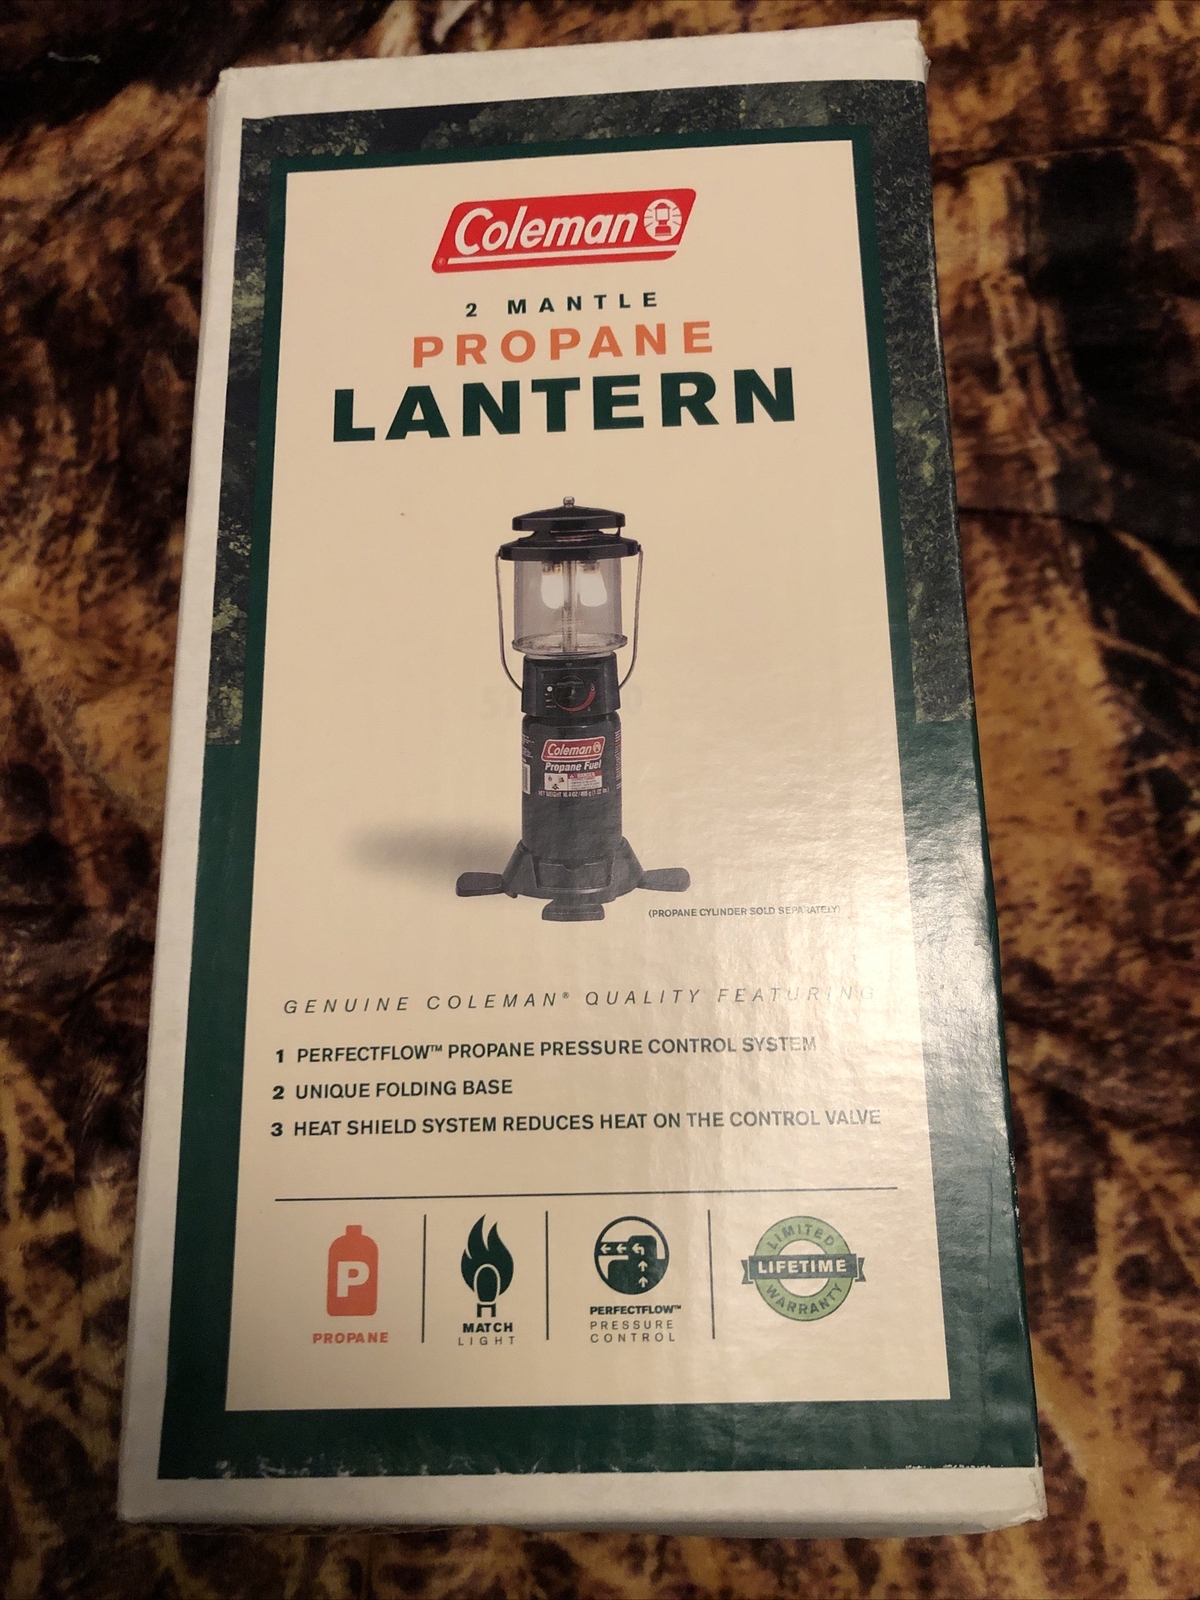 Coleman
2 MANTLE
PROPANE
LANTERN
Coleman
Propane Fuel
DANGER
(PROPANE CYLINDER SOLD SEPARATELY)
GENUINE COLEMAN® QUALITY FEATURING
1 PERFECTFLOW™ PROPANE PRESSURE CONTROL SYSTEM
2 UNIQUE FOLDING BASE
3 HEAT SHIELD SYSTEM REDUCES HEAT ON THE CONTROL VALVE
P
PROPANE
MATCH
LIGHT
PERFECTFLOW™
PRESSURE
CONTROL
LIMITED
LIFETIME
WARRANTY